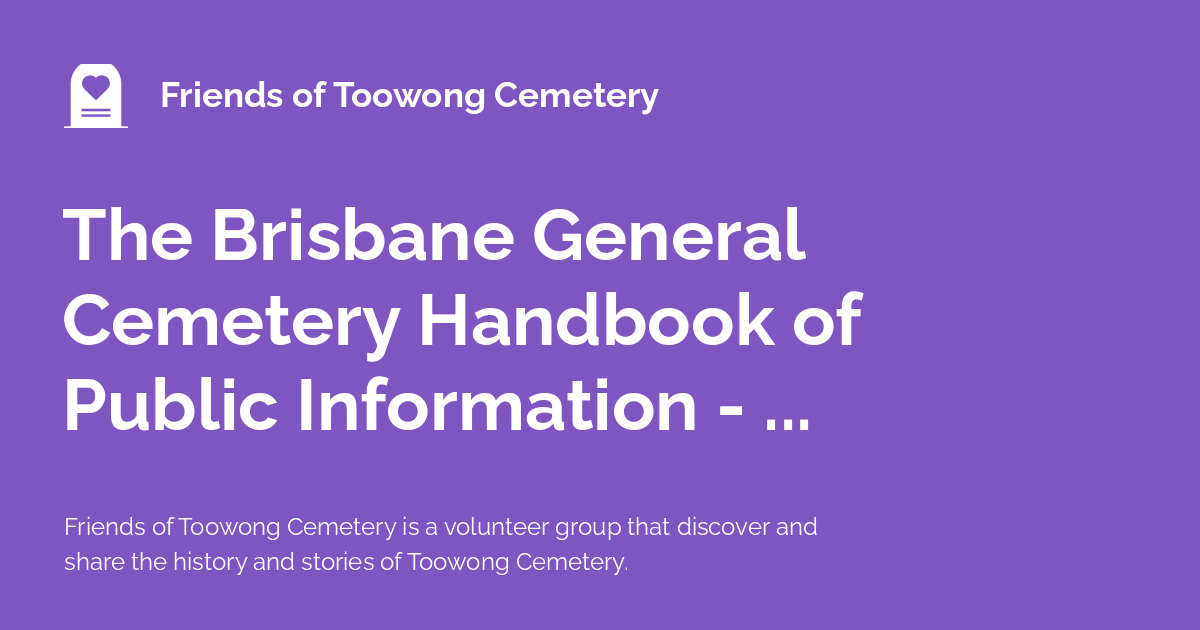 Friends of Toowong Cemetery
The Brisbane General
Cemetery Handbook of
Public Information - ...
Friends of Toowong Cemetery is a volunteer group that discover and
share the history and stories of Toowong Cemetery.